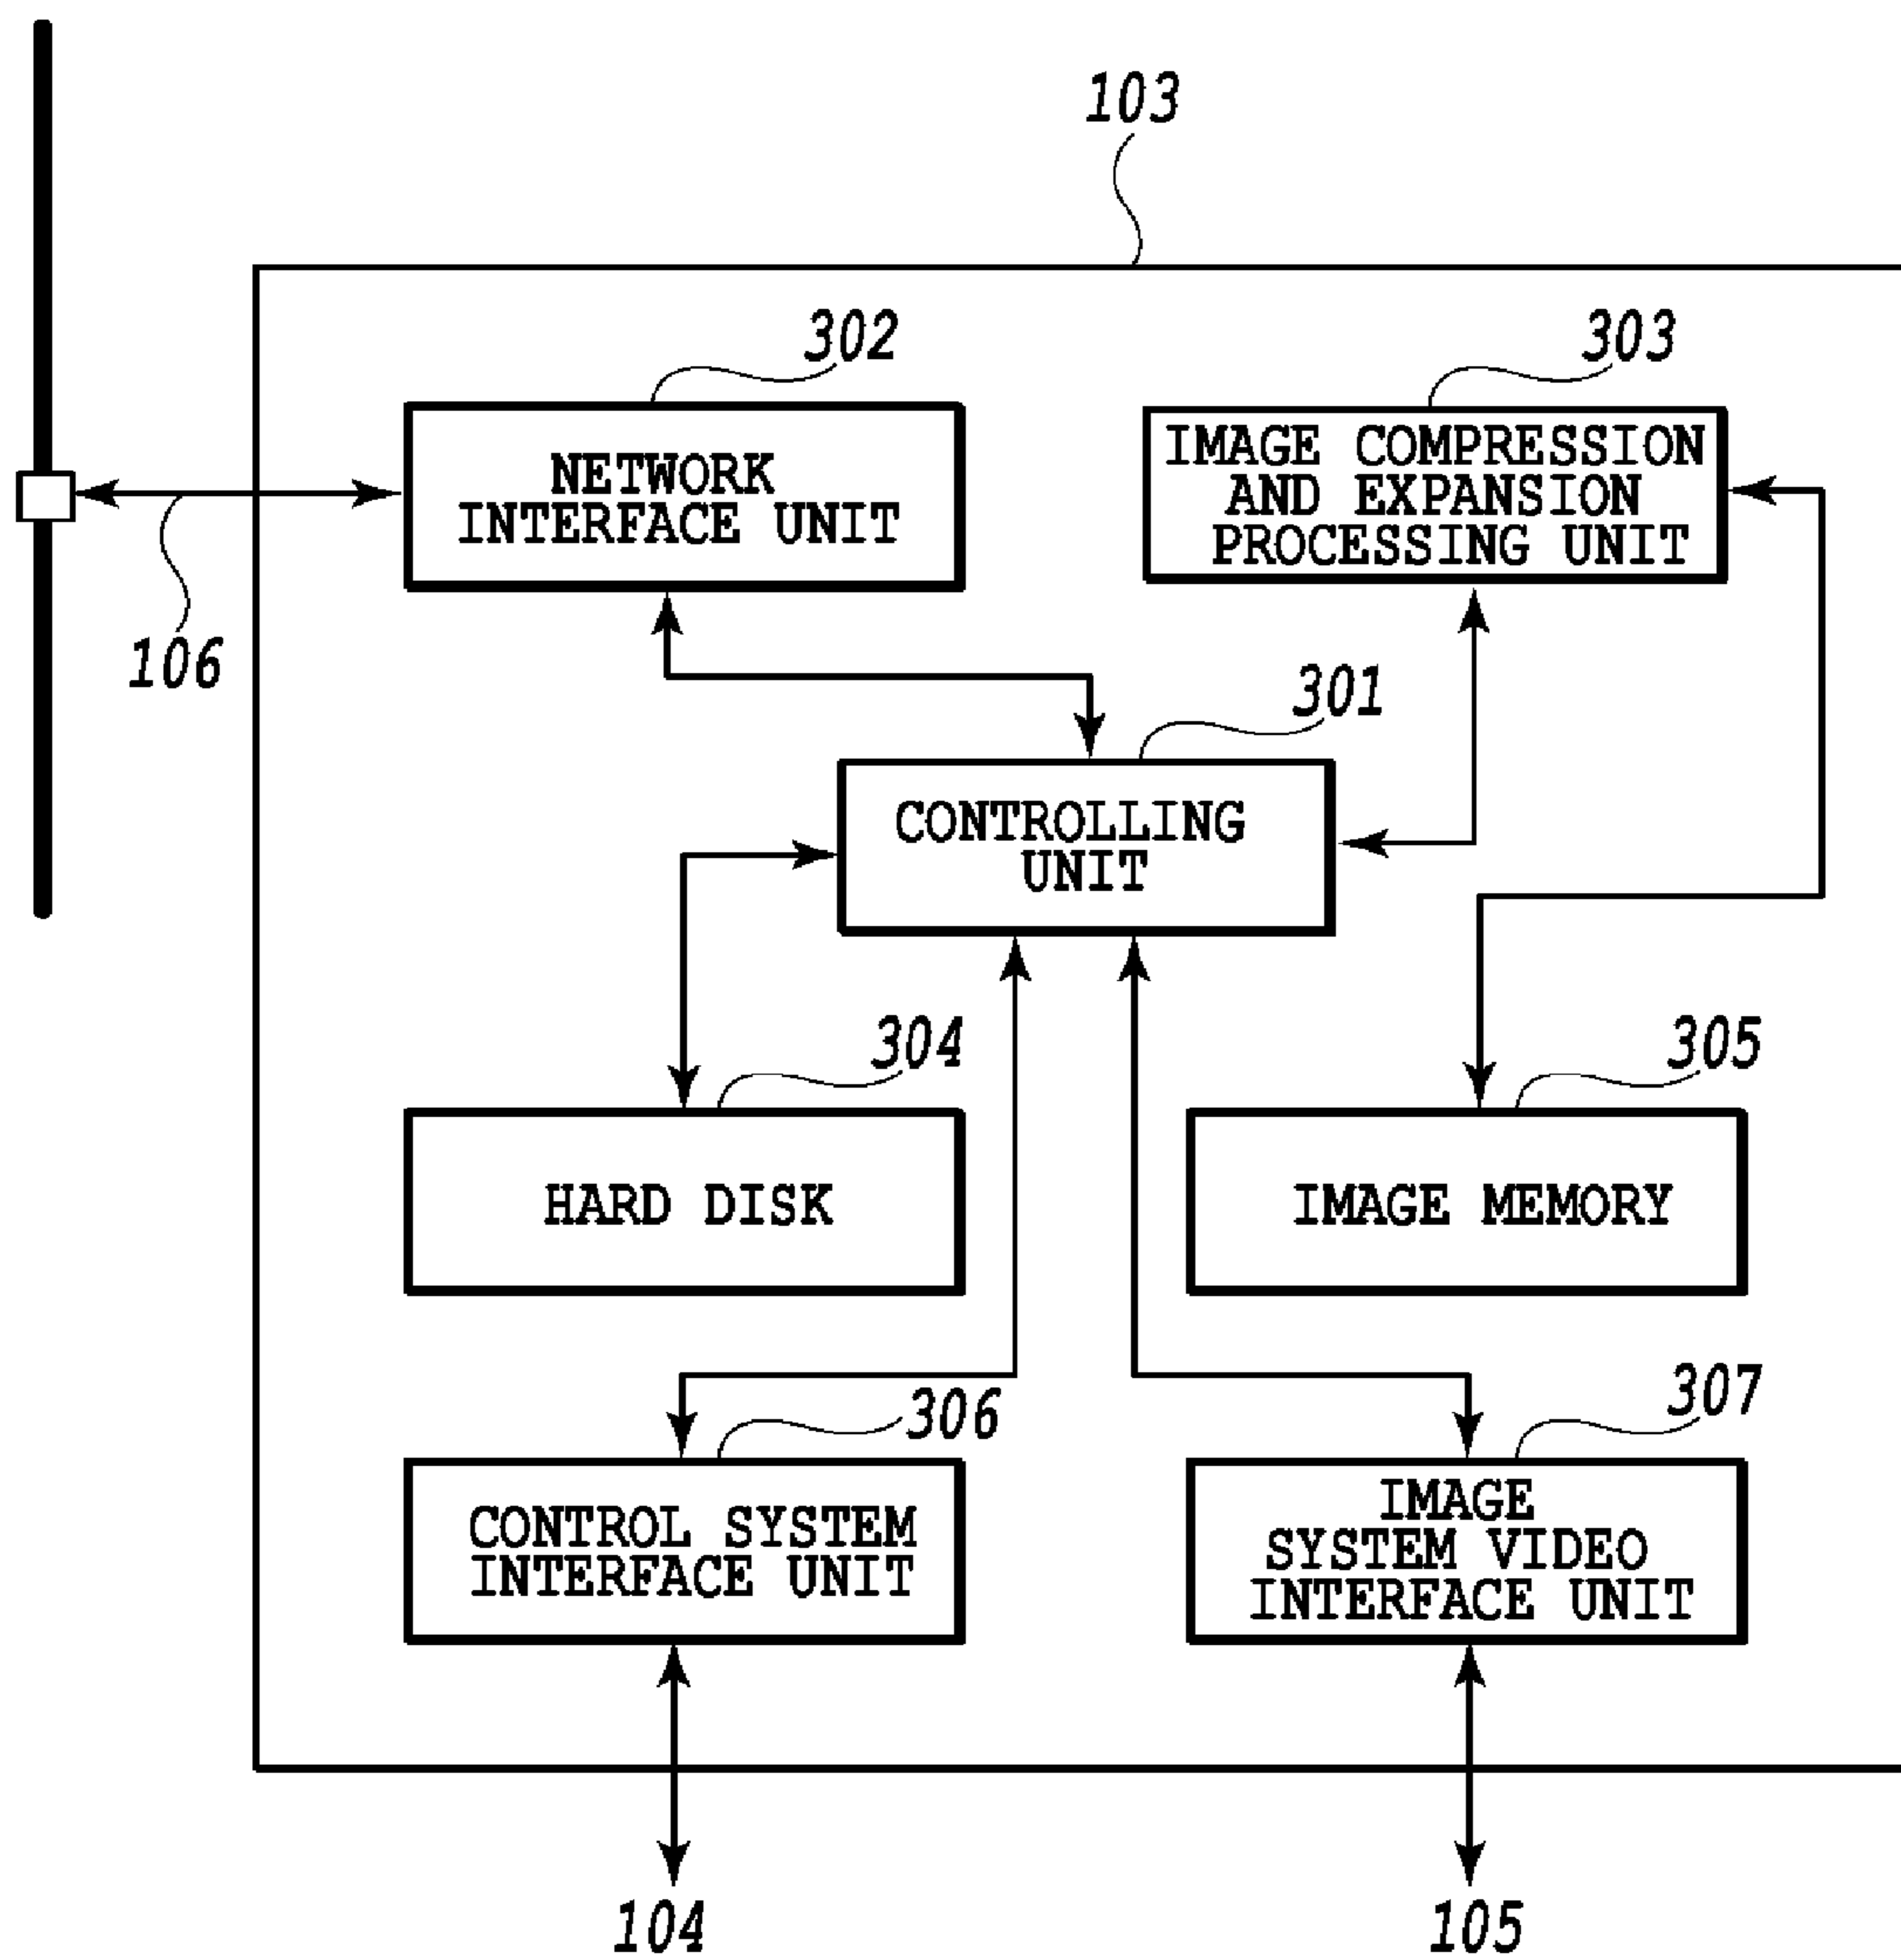 103
302
303
NETWORK
INTERFACE UNIT
IMAGE COMPRESSION
AND EXPANSION
PROCESSING UNIT
106
301
CONTROLLING
UNIT
304
305
HARD DISK
IMAGE MEMORY
306
307
CONTROL SYSTEM
INTERFACE UNIT
IMAGE
SYSTEM VIDEO
INTERFACE UNIT
104
105